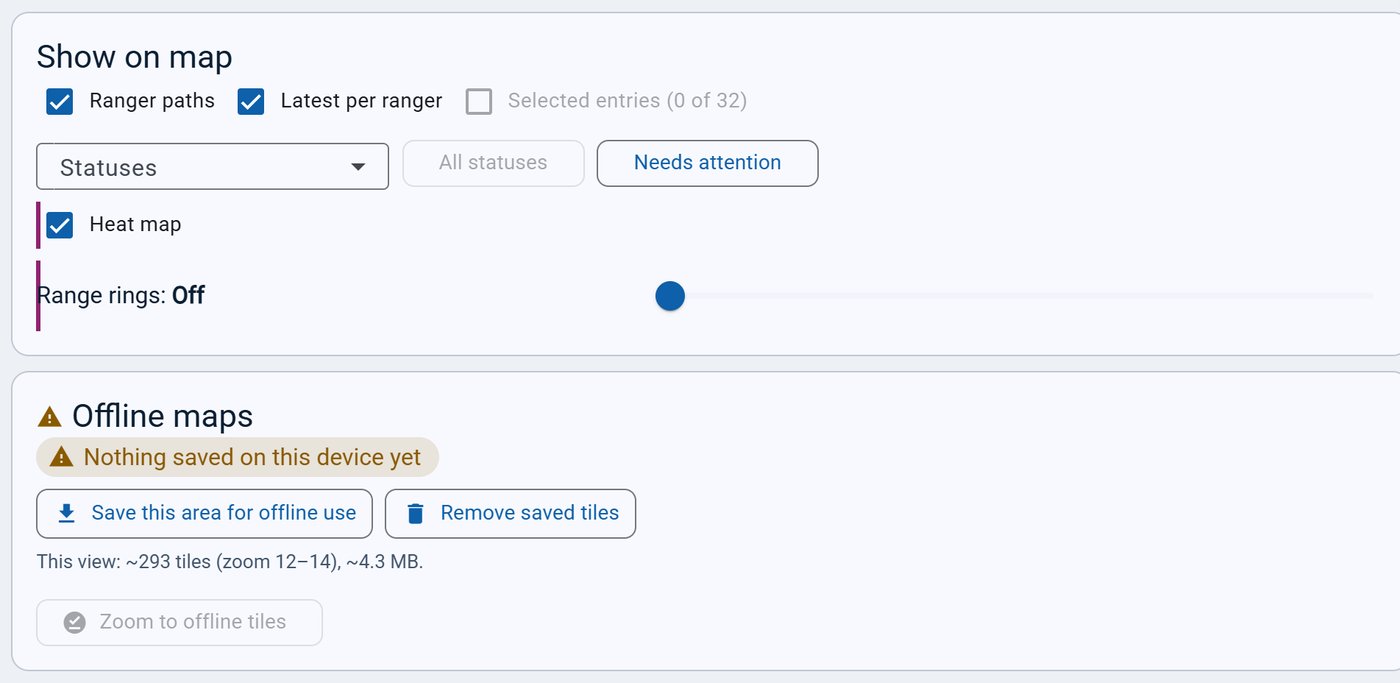 Show on map
Ranger paths Latest per ranger Selected entries (0 of 32)
Statuses All statuses Needs attention
Heat map
Range rings: Off
Offline maps
Nothing saved on this device yet
Save this area for offline use Remove saved tiles
This view: ~293 tiles (zoom 12–14), ~4.3 MB.
Zoom to offline tiles